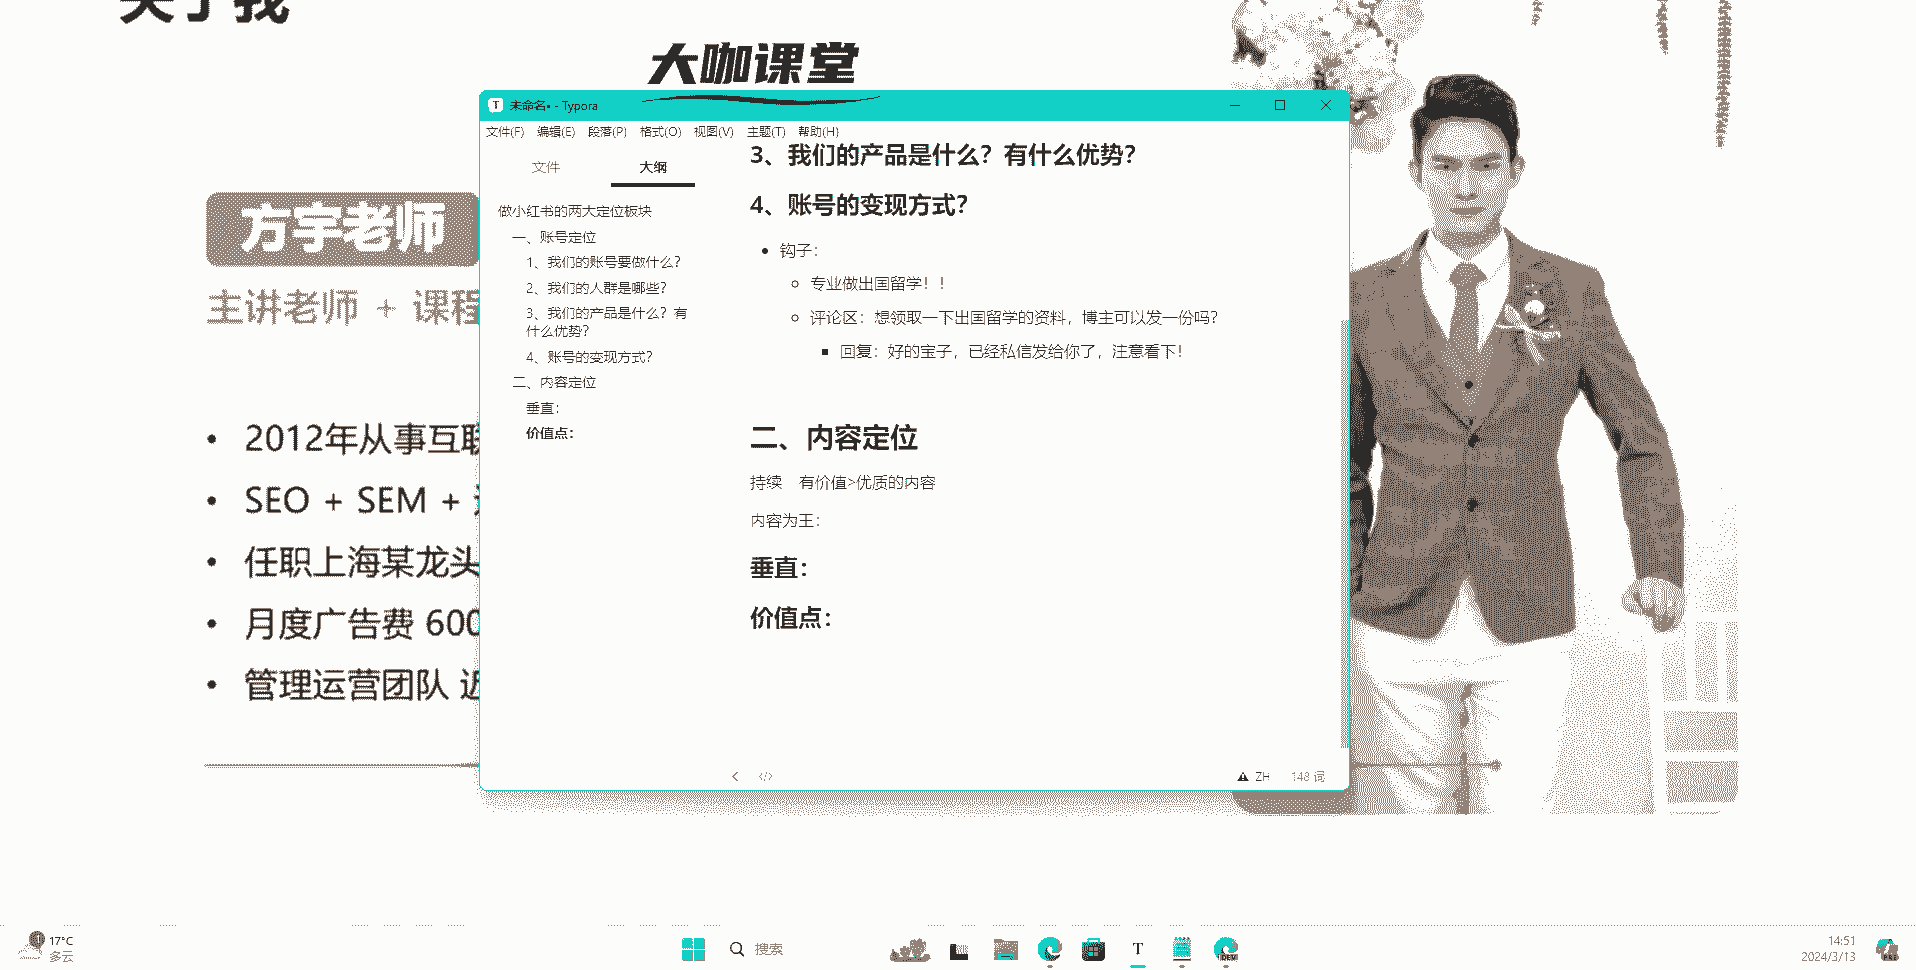 关于我
大咖课堂
方宇老师
主讲老师 + 课程
2012年从事互联
SEO + SEM +
任职上海某龙头
月度广告费 600
管理运营团队 近
未命名• - Typora
文件(F) 编辑(E) 段落(P) 格式(O) 视图(V) 主题(T) 帮助(H)
文件 大纲
做小红书的两大定位板块
一、账号定位
1、我们的账号要做什么？
2、我们的人群是哪些？
3、我们的产品是什么？有
什么优势？
4、账号的变现方式？
二、内容定位
垂直：
价值点：
3、我们的产品是什么？有什么优势？
4、账号的变现方式？
钩子：
专业做出国留学！！
评论区：想领取一下出国留学的资料，博主可以发一份吗？
回复：好的宝子，已经私信发给你了，注意看下！
二、内容定位
持续 有价值>优质的内容
内容为王：
垂直：
价值点：
ZH 148 词
1
17°C
多云
搜索
14:51
2024/3/13